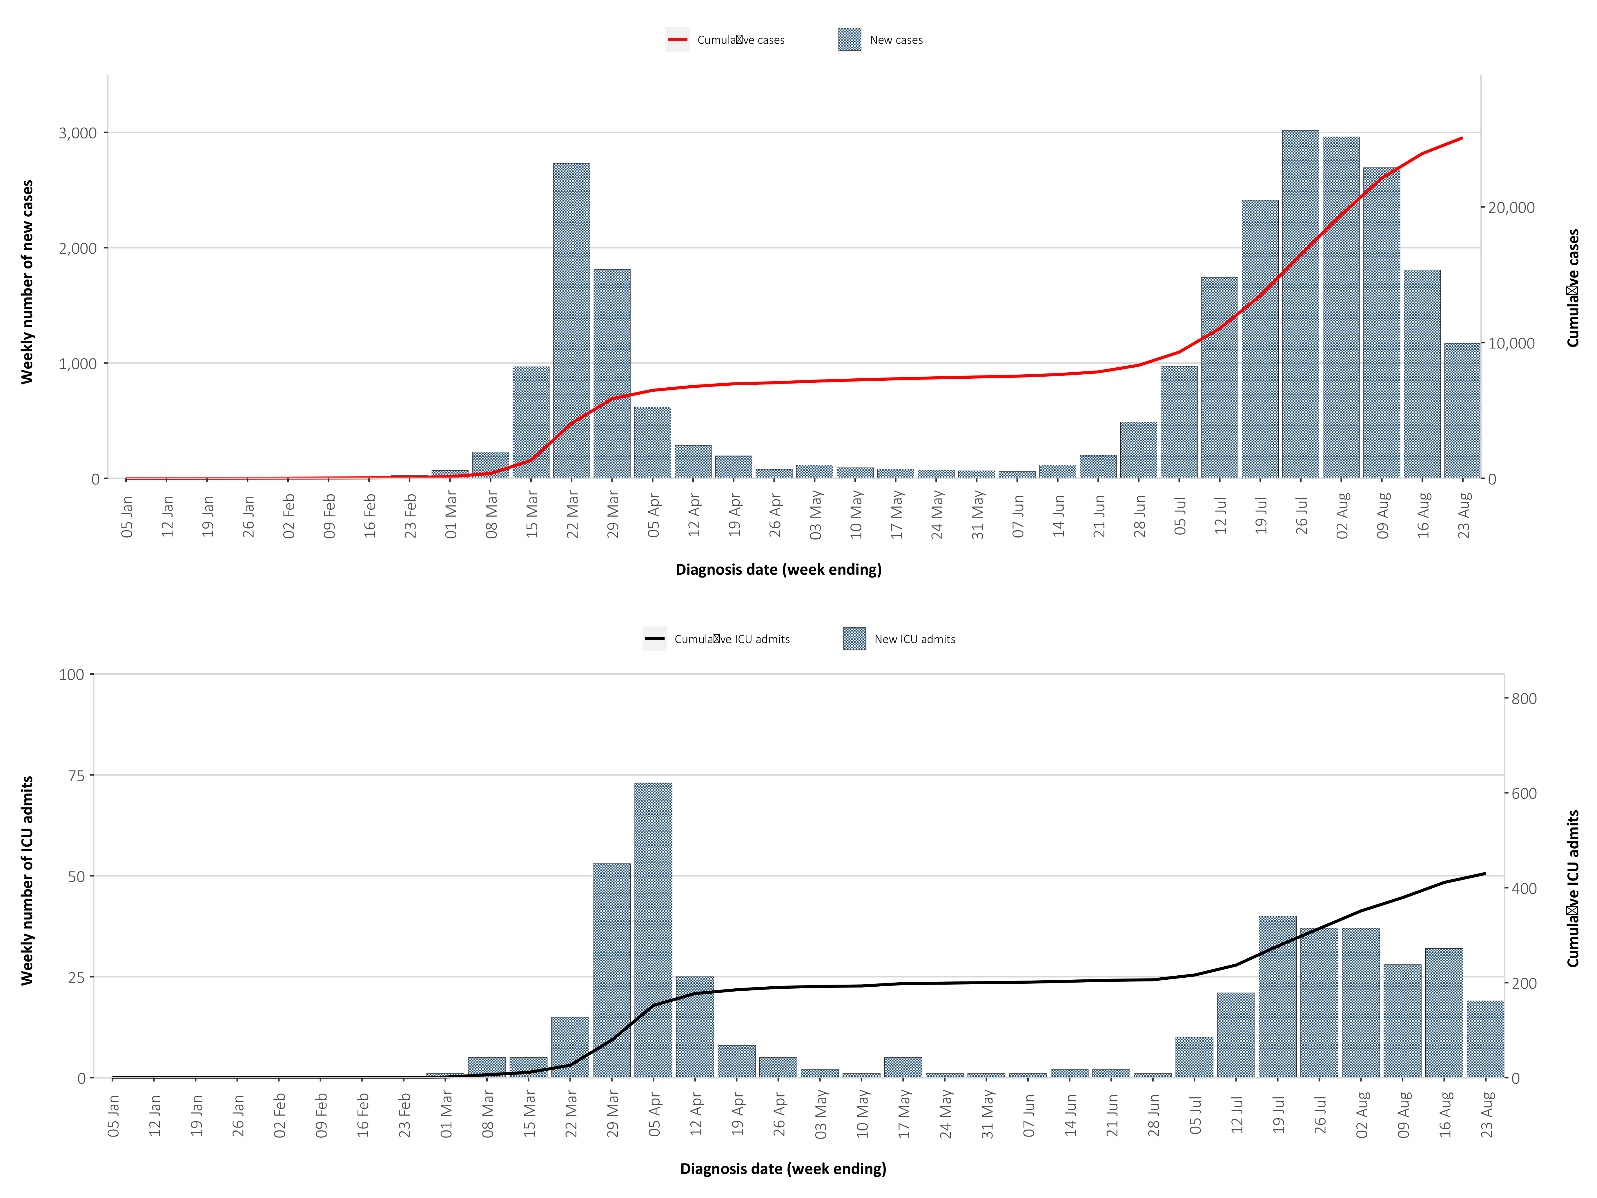 Cumula▯ve cases New cases
3,000
2,000
1,000
0
20,000
10,000
0
Weekly number of new cases
Cumula▯ve cases
05 Jan 12 Jan 19 Jan 26 Jan 02 Feb 09 Feb 16 Feb 23 Feb 01 Mar 08 Mar 15 Mar 22 Mar 29 Mar 05 Apr 12 Apr 19 Apr 26 Apr 03 May 10 May 17 May 24 May 31 May 07 Jun 14 Jun 21 Jun 28 Jun 05 Jul 12 Jul 19 Jul 26 Jul 02 Aug 09 Aug 16 Aug 23 Aug
Diagnosis date (week ending)
Cumula▯ve ICU admits New ICU admits
100
75
50
25
0
800
600
400
200
0
Weekly number of ICU admits
Cumula▯ve ICU admits
05 Jan 12 Jan 19 Jan 26 Jan 02 Feb 09 Feb 16 Feb 23 Feb 01 Mar 08 Mar 15 Mar 22 Mar 29 Mar 05 Apr 12 Apr 19 Apr 26 Apr 03 May 10 May 17 May 24 May 31 May 07 Jun 14 Jun 21 Jun 28 Jun 05 Jul 12 Jul 19 Jul 26 Jul 02 Aug 09 Aug 16 Aug 23 Aug
Diagnosis date (week ending)